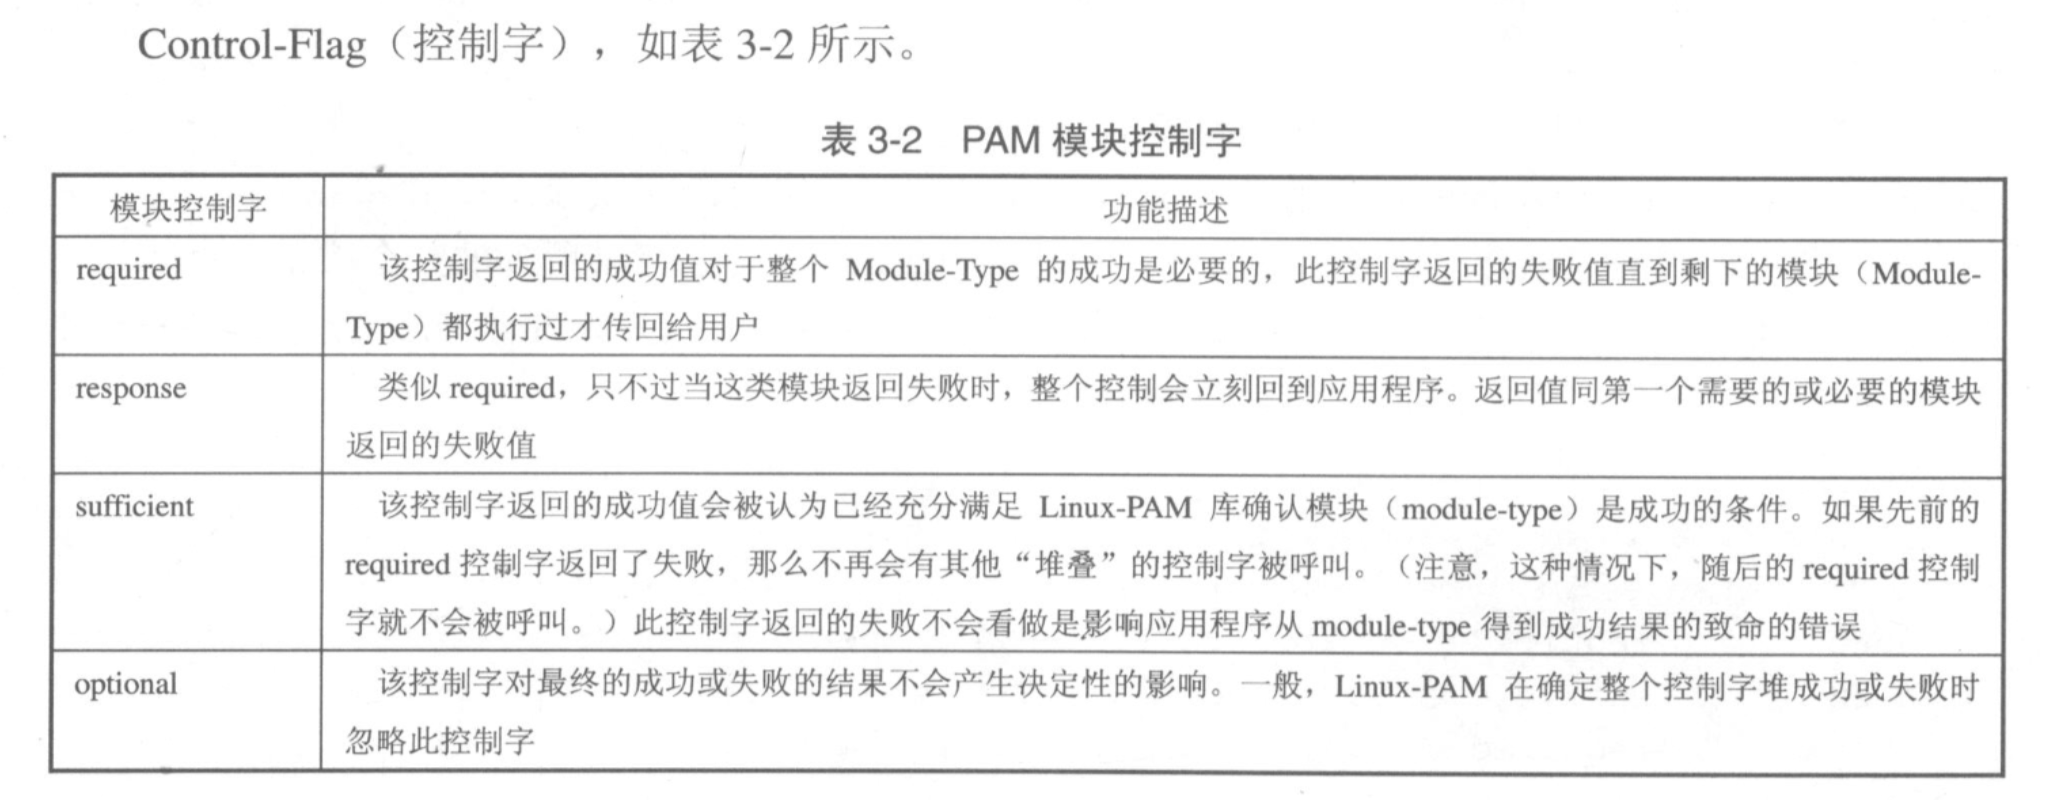 Control-Flag（控制字），如表 3-2 所示。
表 3-2 PAM 模块控制字
模块控制字 功能描述
required 该控制字返回的成功值对于整个 Module-Type 的成功是必要的，此控制字返回的失败值直到剩下的模块（Module-
Type）都执行过才传回给用户
response 类似 required，只不过当这类模块返回失败时，整个控制会立刻回到应用程序。返回值同第一个需要的或必要的模块
返回的失败值
sufficient 该控制字返回的成功值会被认为已经充分满足 Linux-PAM 库确认模块（module-type）是成功的条件。如果先前的
required 控制字返回了失败，那么不再会有其他“堆叠”的控制字被呼叫。（注意，这种情况下，随后的 required 控制
字就不会被呼叫。）此控制字返回的失败不会看做是影响应用程序从 module-type 得到成功结果的致命的错误
optional 该控制字对最终的成功或失败的结果不会产生决定性的影响。一般，Linux-PAM 在确定整个控制字堆成功或失败时
忽略此控制字